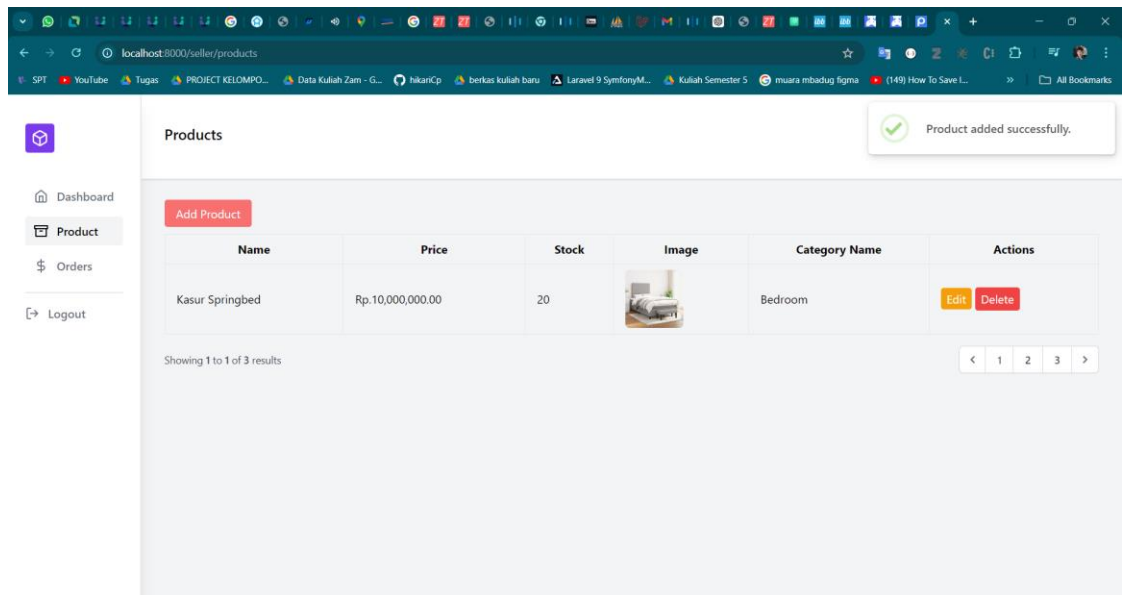 localhost:8000/seller/products
SPT YouTube Tugas PROJECT KELOMPO... Data Kuliah Zam - G... hikariCp berkas kuliah baru Laravel 9 SymfonyM... Kuliah Semester 5 muara mbadug figma (149) How To Save I... » All Bookmarks
Products
Product added successfully.
Dashboard
Product
Orders
Logout
Add Product
Name Price Stock Image Category Name Actions
Kasur Springbed Rp.10,000,000.00 20 Bedroom Edit Delete
Showing 1 to 1 of 3 results
< 1 2 3 >